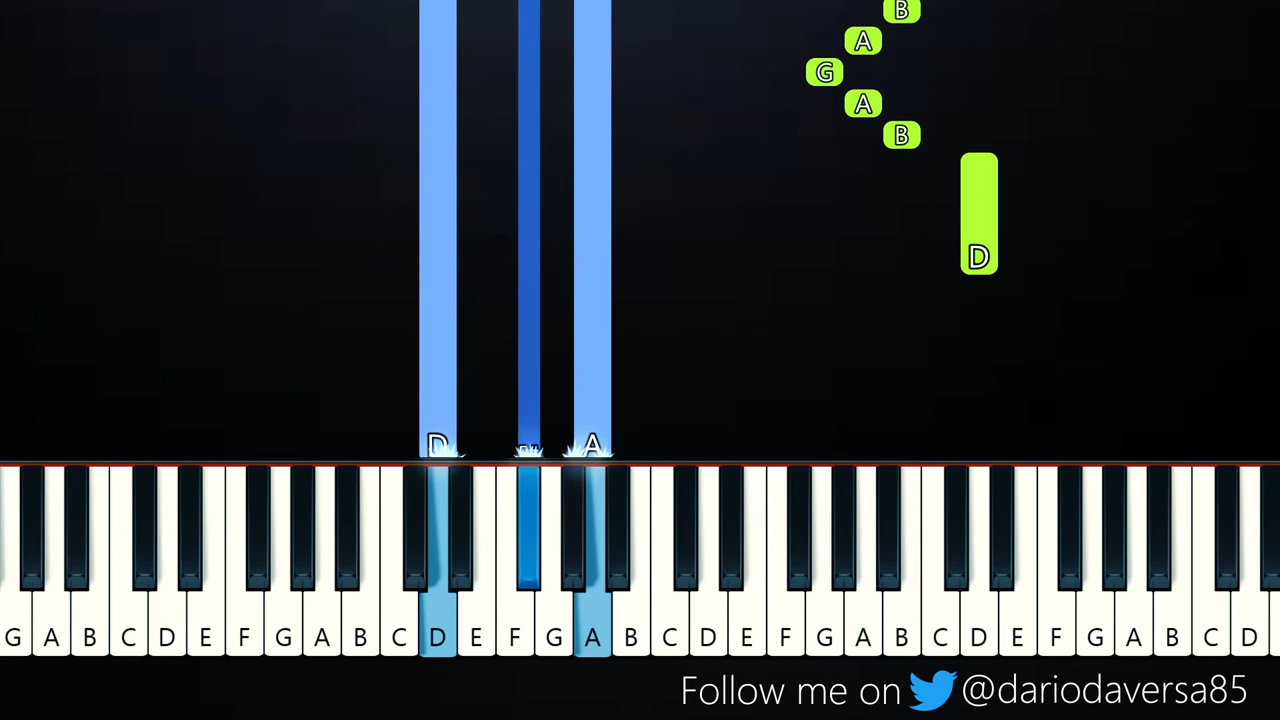 B
A
G
A
B
D
D F# A
G A B C D E F G A B C D E F G A B C D E F G A B C D E F G A B C D
Follow me on @dariodaversa85